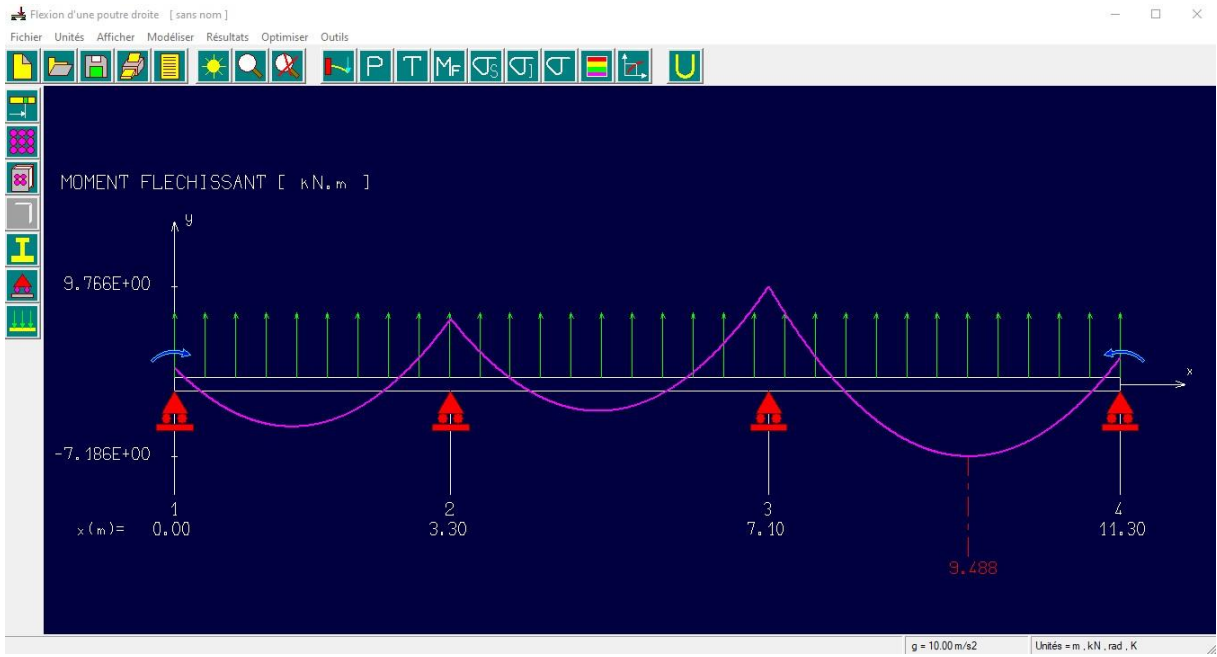 Flexion d'une poutre droite [ sans nom ]
Fichier Unités Afficher Modéliser Résultats Optimiser Outils
P T MF σS σJ σ U
MOMENT FLECHISSANT [ kN.m ]
y
9.766E+00
x
-7.186E+00
1 2 3 4
x(m)= 0.00 3.30 7.10 11.30
9.488
g = 10.00 m/s2 Unités = m , kN , rad , K